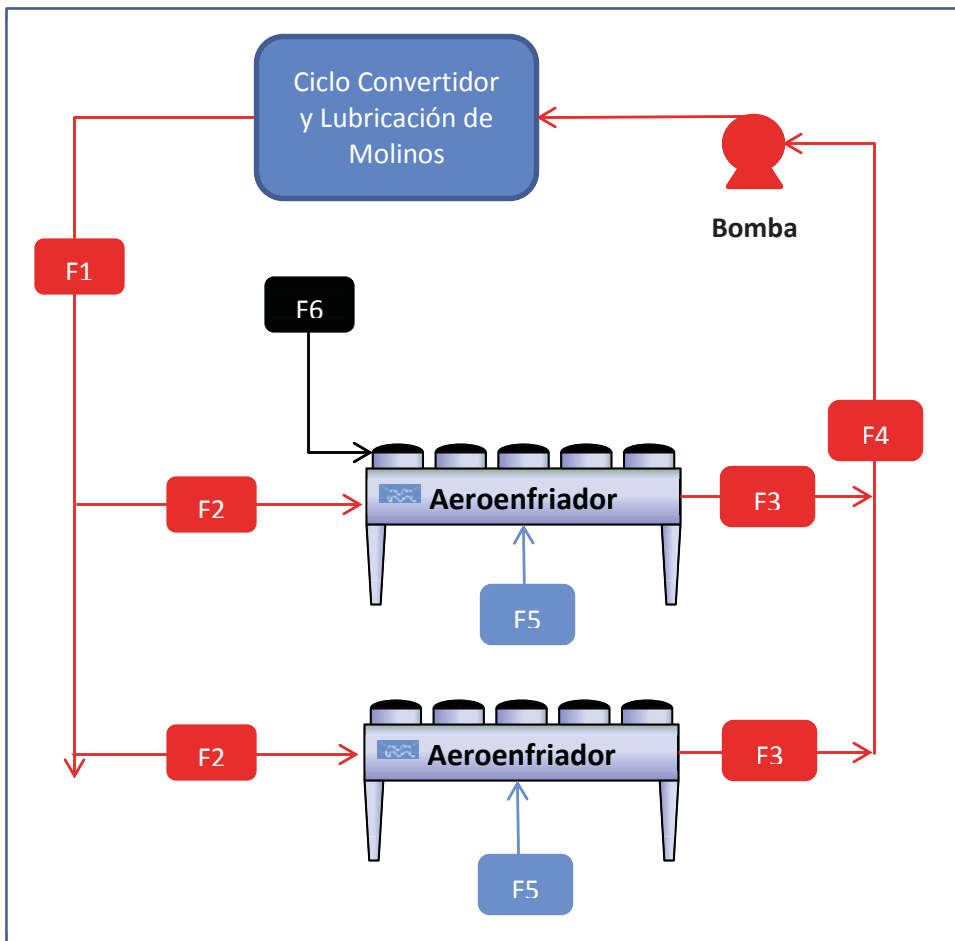 Ciclo Convertidor
y Lubricación de
Molinos
Bomba
F1
F6
F4
F2
Aeroenfriador
F3
F5
F2
Aeroenfriador
F3
F5